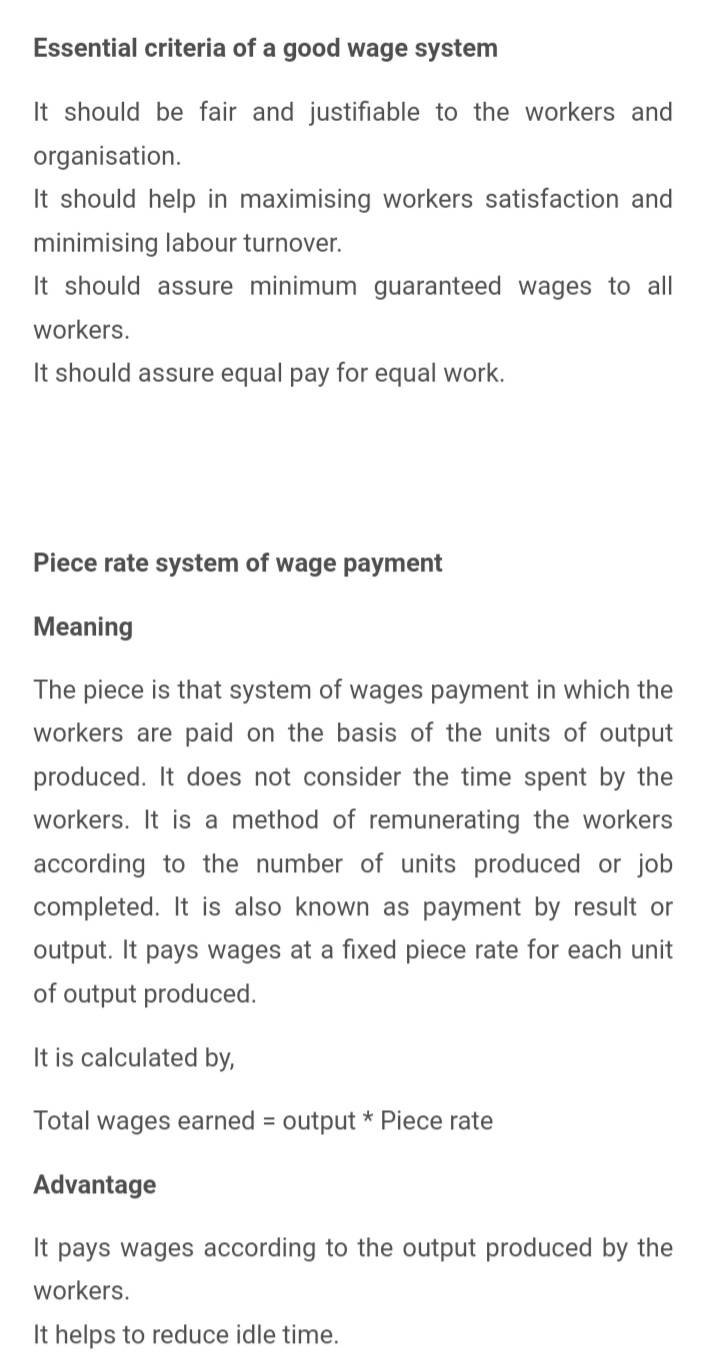 Essential criteria of a good wage system
It should be fair and justifiable to the workers and
organisation.
It should help in maximising workers satisfaction and
minimising labour turnover.
It should assure minimum guaranteed wages to all
workers.
It should assure equal pay for equal work.
Piece rate system of wage payment
Meaning
The piece is that system of wages payment in which the
workers are paid on the basis of the units of output
produced. It does not consider the time spent by the
workers. It is a method of remunerating the workers
according to the number of units produced or job
completed. It is also known as payment by result or
output. It pays wages at a fixed piece rate for each unit
of output produced.
It is calculated by,
Total wages earned = output * Piece rate
Advantage
It pays wages according to the output produced by the
workers.
It helps to reduce idle time.